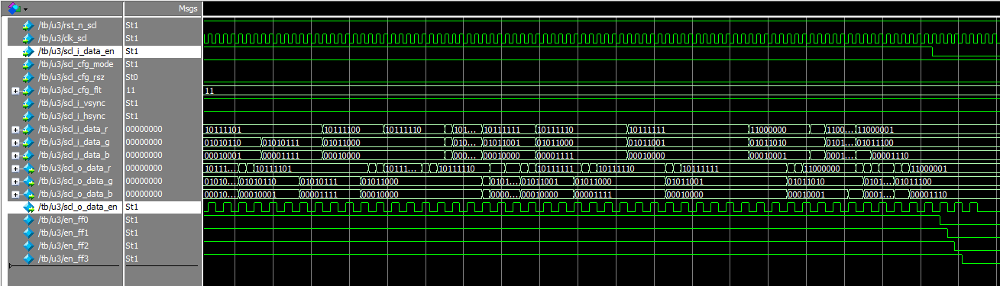 Msgs
/tb/u3/rst_n_scl St1
/tb/u3/clk_scl St1
/tb/u3/scl_i_data_en St1
/tb/u3/scl_cfg_mode St1
/tb/u3/scl_cfg_rsz St0
/tb/u3/scl_cfg_flt 11 11
/tb/u3/scl_i_vsync St1
/tb/u3/scl_i_hsync St1
/tb/u3/scl_i_data_r 00000000 10111101 10111100 10111110 101... 10111111 10111110 10111111 11000000 1100... 11000001
/tb/u3/scl_i_data_g 00000000 01010110 01010111 01011000 010... 01011001 01011000 01011001 01011010 0101... 01011100
/tb/u3/scl_i_data_b 00000000 00010001 00001111 00010000 000... 00010000 00001111 00010000 00010001 0001... 00001110
/tb/u3/scl_o_data_r 00000000 10111... 10111101 10111... 10111110 10111111 10111110 10111111 11000000 11000001
/tb/u3/scl_o_data_g 00000000 01010... 01010110 01010111 01011000 0101... 01011001 01011000 01011001 01011010 0101... 01011100
/tb/u3/scl_o_data_b 00000000 00010... 00010001 00001111 00010000 0000... 00010000 00001111 00010000 00010001 0001... 00001110
/tb/u3/scl_o_data_en St1
/tb/u3/en_ff0 St1
/tb/u3/en_ff1 St1
/tb/u3/en_ff2 St1
/tb/u3/en_ff3 St1